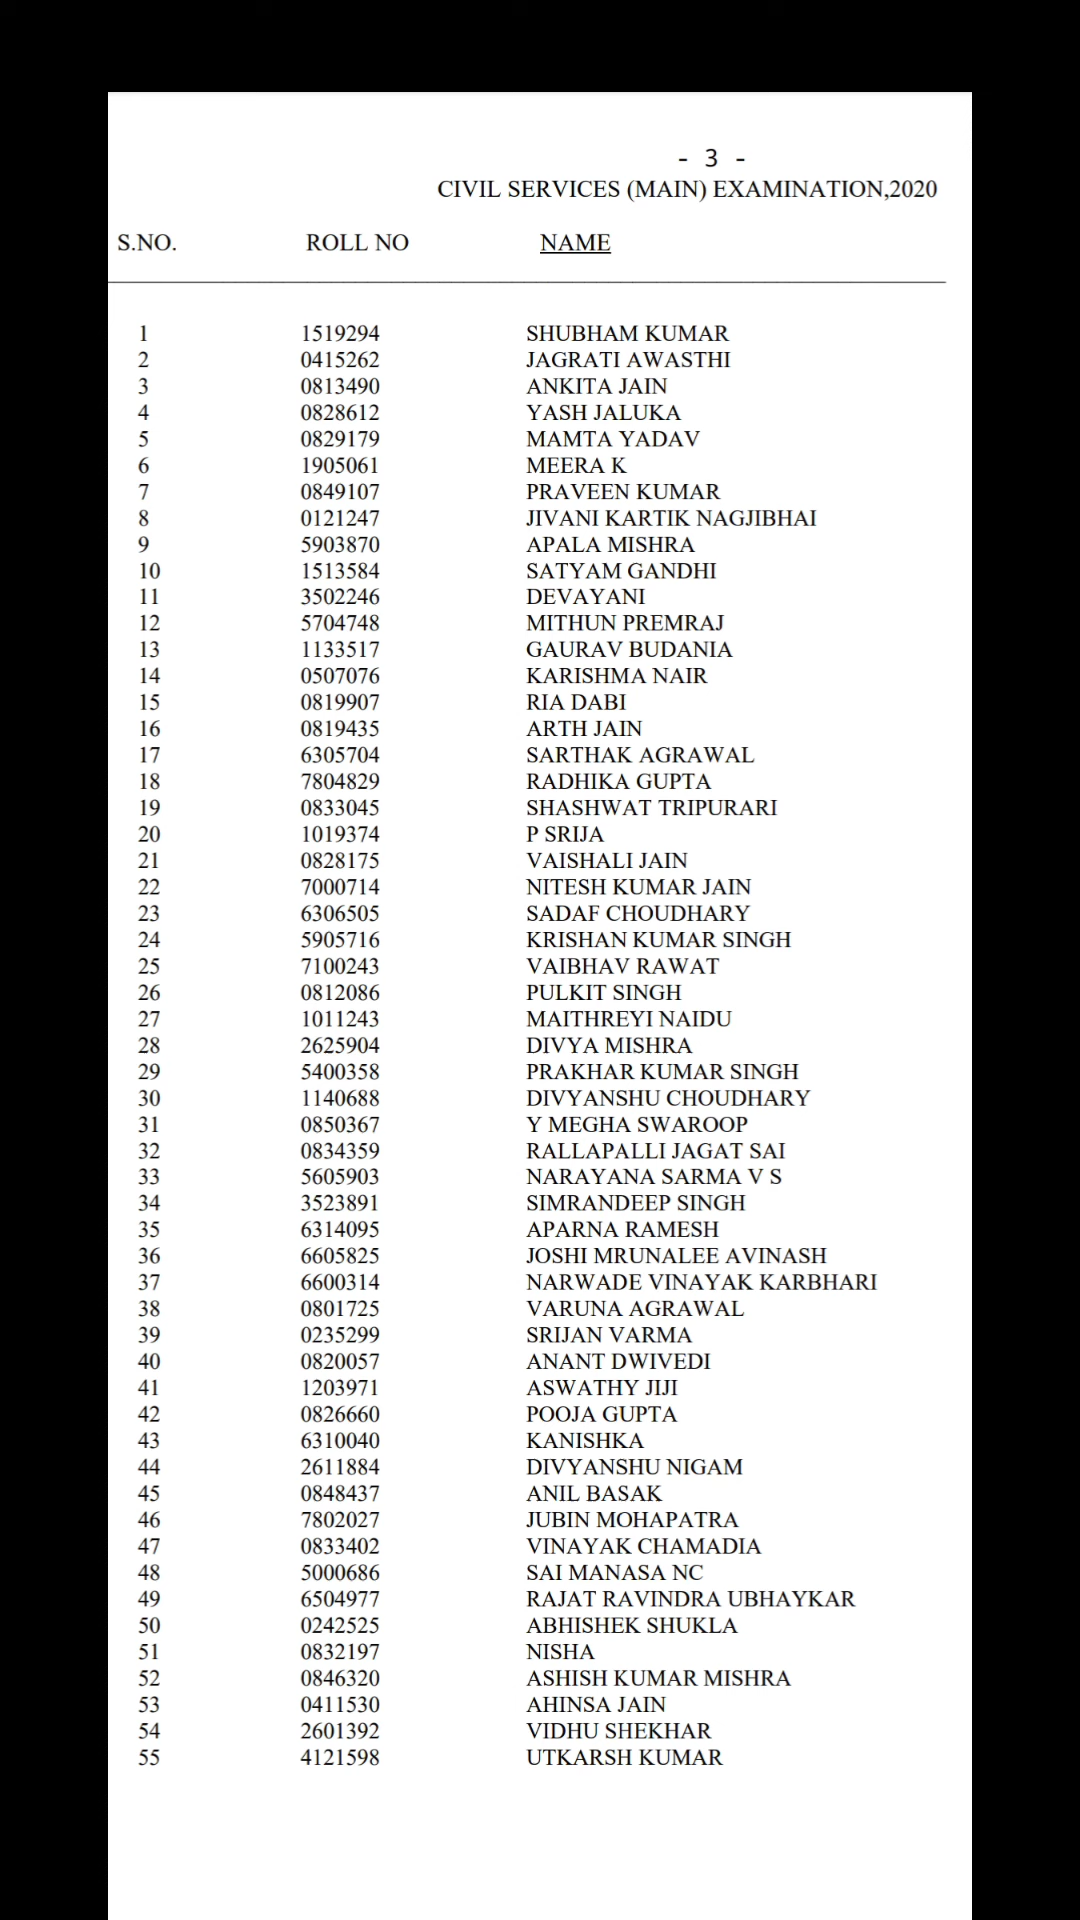 - 3 -
CIVIL SERVICES (MAIN) EXAMINATION,2020
S.NO. ROLL NO NAME
1 1519294 SHUBHAM KUMAR
2 0415262 JAGRATI AWASTHI
3 0813490 ANKITA JAIN
4 0828612 YASH JALUKA
5 0829179 MAMTA YADAV
6 1905061 MEERA K
7 0849107 PRAVEEN KUMAR
8 0121247 JIVANI KARTIK NAGJIBHAI
9 5903870 APALA MISHRA
10 1513584 SATYAM GANDHI
11 3502246 DEVAYANI
12 5704748 MITHUN PREMRAJ
13 1133517 GAURAV BUDANIA
14 0507076 KARISHMA NAIR
15 0819907 RIA DABI
16 0819435 ARTH JAIN
17 6305704 SARTHAK AGRAWAL
18 7804829 RADHIKA GUPTA
19 0833045 SHASHWAT TRIPURARI
20 1019374 P SRIJA
21 0828175 VAISHALI JAIN
22 7000714 NITESH KUMAR JAIN
23 6306505 SADAF CHOUDHARY
24 5905716 KRISHAN KUMAR SINGH
25 7100243 VAIBHAV RAWAT
26 0812086 PULKIT SINGH
27 1011243 MAITHREYI NAIDU
28 2625904 DIVYA MISHRA
29 5400358 PRAKHAR KUMAR SINGH
30 1140688 DIVYANSHU CHOUDHARY
31 0850367 Y MEGHA SWAROOP
32 0834359 RALLAPALLI JAGAT SAI
33 5605903 NARAYANA SARMA V S
34 3523891 SIMRANDEEP SINGH
35 6314095 APARNA RAMESH
36 6605825 JOSHI MRUNALEE AVINASH
37 6600314 NARWADE VINAYAK KARBHARI
38 0801725 VARUNA AGRAWAL
39 0235299 SRIJAN VARMA
40 0820057 ANANT DWIVEDI
41 1203971 ASWATHY JIJI
42 0826660 POOJA GUPTA
43 6310040 KANISHKA
44 2611884 DIVYANSHU NIGAM
45 0848437 ANIL BASAK
46 7802027 JUBIN MOHAPATRA
47 0833402 VINAYAK CHAMADIA
48 5000686 SAI MANASA NC
49 6504977 RAJAT RAVINDRA UBHAYKAR
50 0242525 ABHISHEK SHUKLA
51 0832197 NISHA
52 0846320 ASHISH KUMAR MISHRA
53 0411530 AHINSA JAIN
54 2601392 VIDHU SHEKHAR
55 4121598 UTKARSH KUMAR